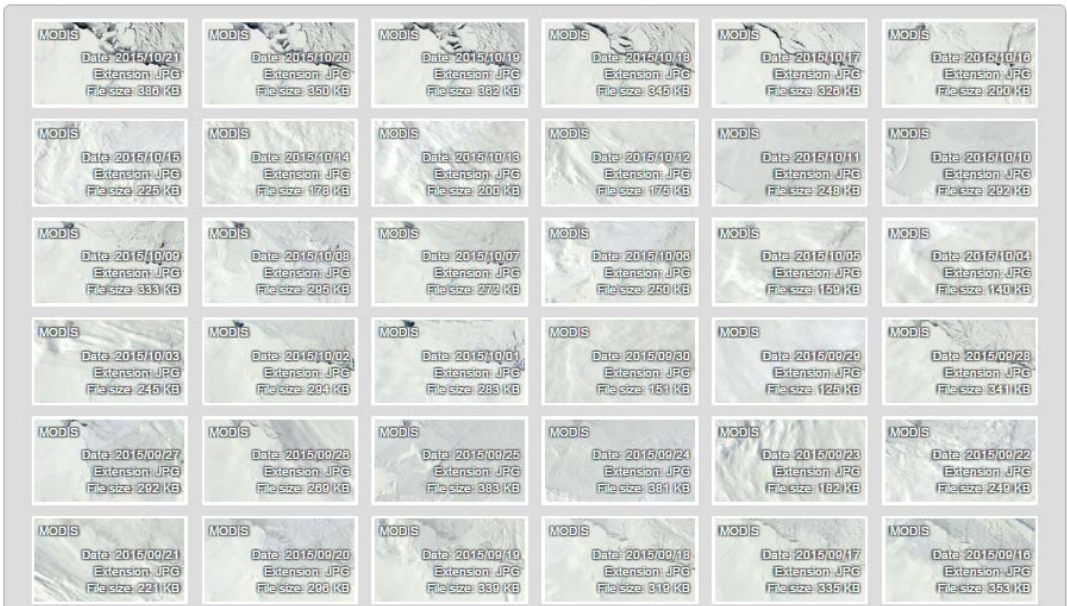 MODIS
Date: 2015/10/21
Extension: JPG
File size: 386 KB
MODIS
Date: 2015/10/20
Extension: JPG
File size: 350 KB
MODIS
Date: 2015/10/19
Extension: JPG
File size: 362 KB
MODIS
Date: 2015/10/18
Extension: JPG
File size: 345 KB
MODIS
Date: 2015/10/17
Extension: JPG
File size: 326 KB
MODIS
Date: 2015/10/16
Extension: JPG
File size: 290 KB
MODIS
Date: 2015/10/15
Extension: JPG
File size: 225 KB
MODIS
Date: 2015/10/14
Extension: JPG
File size: 178 KB
MODIS
Date: 2015/10/13
Extension: JPG
File size: 200 KB
MODIS
Date: 2015/10/12
Extension: JPG
File size: 175 KB
MODIS
Date: 2015/10/11
Extension: JPG
File size: 248 KB
MODIS
Date: 2015/10/10
Extension: JPG
File size: 292 KB
MODIS
Date: 2015/10/09
Extension: JPG
File size: 333 KB
MODIS
Date: 2015/10/08
Extension: JPG
File size: 295 KB
MODIS
Date: 2015/10/07
Extension: JPG
File size: 272 KB
MODIS
Date: 2015/10/06
Extension: JPG
File size: 250 KB
MODIS
Date: 2015/10/05
Extension: JPG
File size: 159 KB
MODIS
Date: 2015/10/04
Extension: JPG
File size: 140 KB
MODIS
Date: 2015/10/03
Extension: JPG
File size: 245 KB
MODIS
Date: 2015/10/02
Extension: JPG
File size: 294 KB
MODIS
Date: 2015/10/01
Extension: JPG
File size: 283 KB
MODIS
Date: 2015/09/30
Extension: JPG
File size: 151 KB
MODIS
Date: 2015/09/29
Extension: JPG
File size: 125 KB
MODIS
Date: 2015/09/28
Extension: JPG
File size: 341 KB
MODIS
Date: 2015/09/27
Extension: JPG
File size: 292 KB
MODIS
Date: 2015/09/26
Extension: JPG
File size: 269 KB
MODIS
Date: 2015/09/25
Extension: JPG
File size: 383 KB
MODIS
Date: 2015/09/24
Extension: JPG
File size: 381 KB
MODIS
Date: 2015/09/23
Extension: JPG
File size: 182 KB
MODIS
Date: 2015/09/22
Extension: JPG
File size: 249 KB
MODIS
Date: 2015/09/21
Extension: JPG
File size: 221 KB
MODIS
Date: 2015/09/20
Extension: JPG
File size: 296 KB
MODIS
Date: 2015/09/19
Extension: JPG
File size: 339 KB
MODIS
Date: 2015/09/18
Extension: JPG
File size: 319 KB
MODIS
Date: 2015/09/17
Extension: JPG
File size: 335 KB
MODIS
Date: 2015/09/16
Extension: JPG
File size: 353 KB